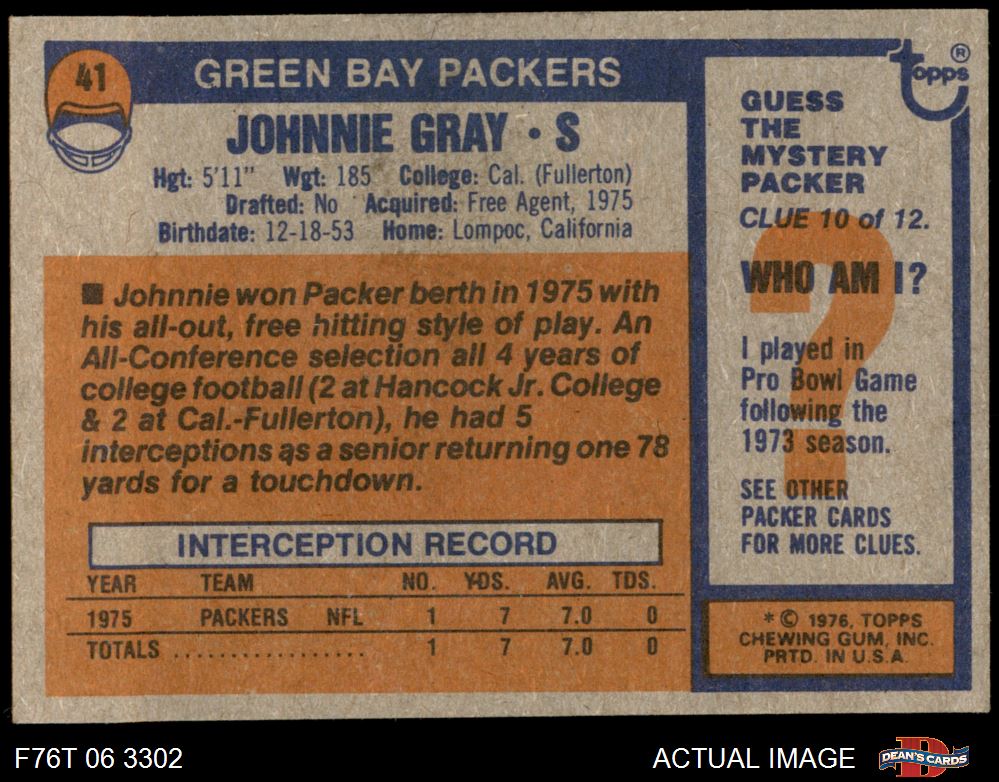 41
GREEN BAY PACKERS
JOHNNIE GRAY • S
Hgt: 5'11" Wgt: 185 College: Cal. (Fullerton)
Drafted: No Acquired: Free Agent, 1975
Birthdate: 12-18-53 Home: Lompoc, California
■ Johnnie won Packer berth in 1975 with
his all-out, free hitting style of play. An
All-Conference selection all 4 years of
college football (2 at Hancock Jr. College
& 2 at Cal.-Fullerton), he had 5
interceptions as a senior returning one 78
yards for a touchdown.
INTERCEPTION RECORD
YEAR TEAM NO. YDS. AVG. TDS.
1975 PACKERS NFL 1 7 7.0 0
TOTALS .................. 1 7 7.0 0
Topps ®
GUESS
THE
MYSTERY
PACKER
CLUE 10 of 12.
?
WHO AM I?
I played in
Pro Bowl Game
following the
1973 season.
SEE OTHER
PACKER CARDS
FOR MORE CLUES.
* © 1976, TOPPS
CHEWING GUM, INC.
PRTD. IN U.S.A.
F76T 06 3302
ACTUAL IMAGE
D
DEAN'S CARDS